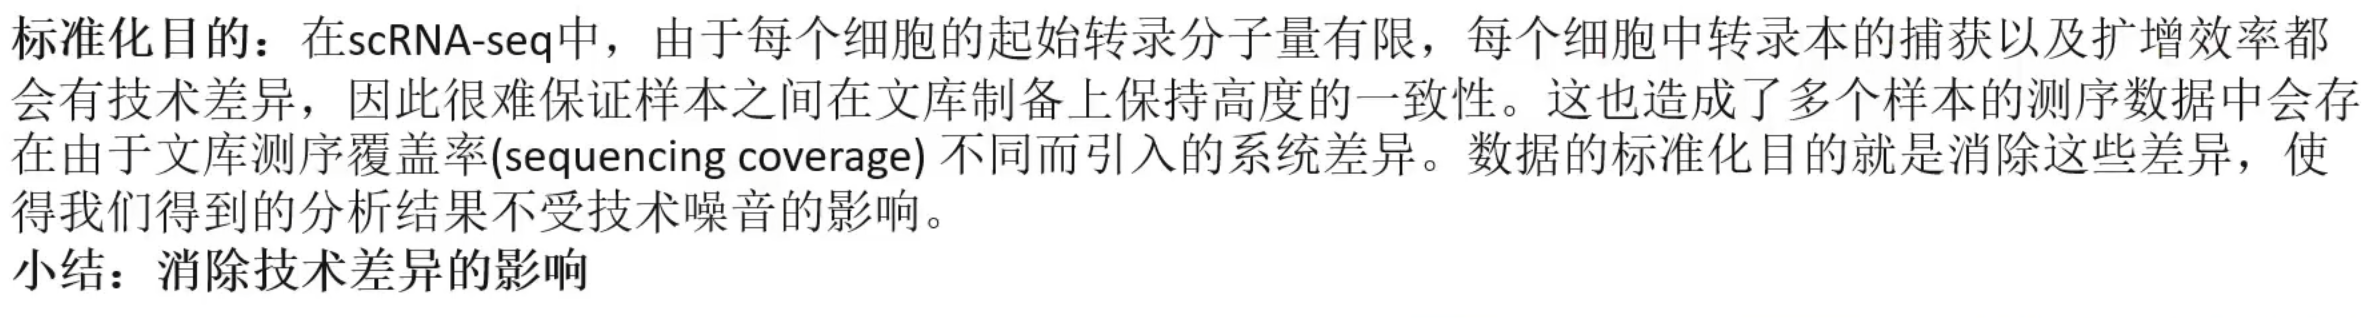 标准化目的：在scRNA-seq中，由于每个细胞的起始转录分子量有限，每个细胞中转录本的捕获以及扩增效率都
会有技术差异，因此很难保证样本之间在文库制备上保持高度的一致性。这也造成了多个样本的测序数据中会存
在由于文库测序覆盖率(sequencing coverage) 不同而引入的系统差异。数据的标准化目的就是消除这些差异，使
得我们得到的分析结果不受技术噪音的影响。
小结：消除技术差异的影响